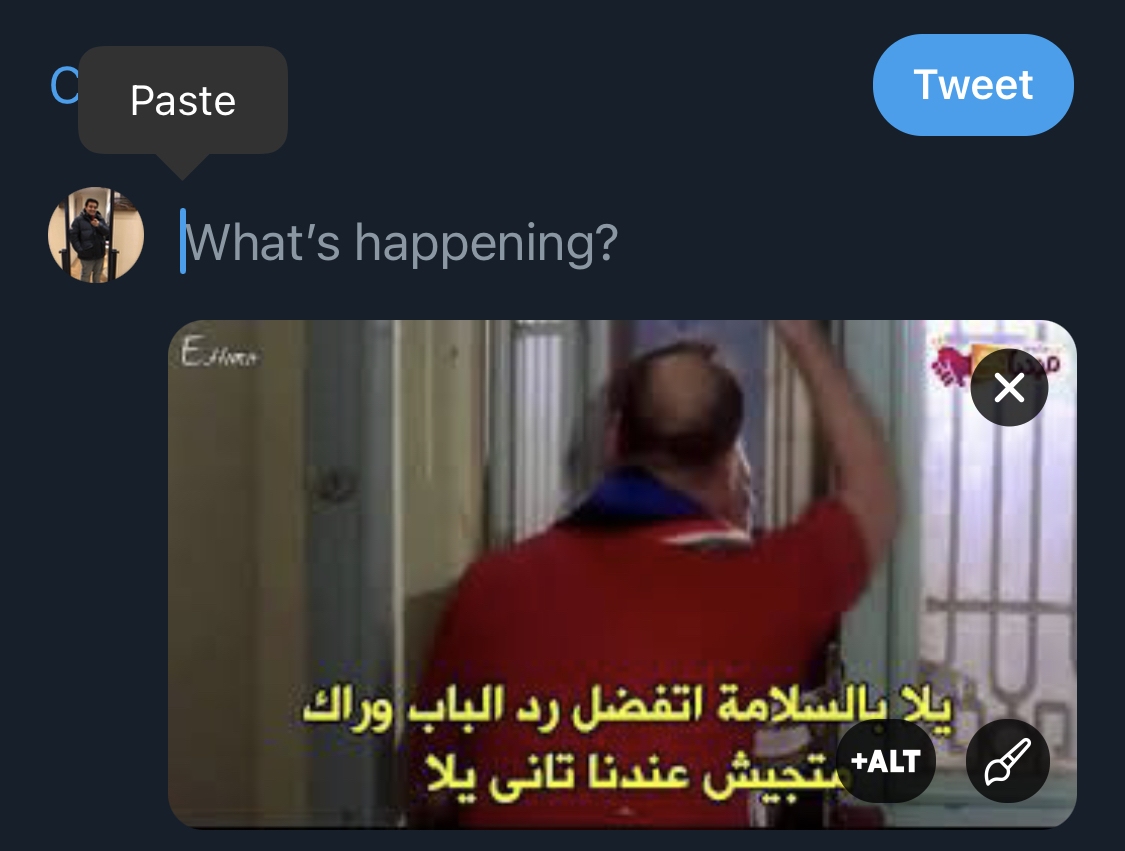 Paste
Tweet
What's happening?
يلا بالسلامة اتفضل رد الباب وراك
متجيش عندنا تانى يلا
+ALT